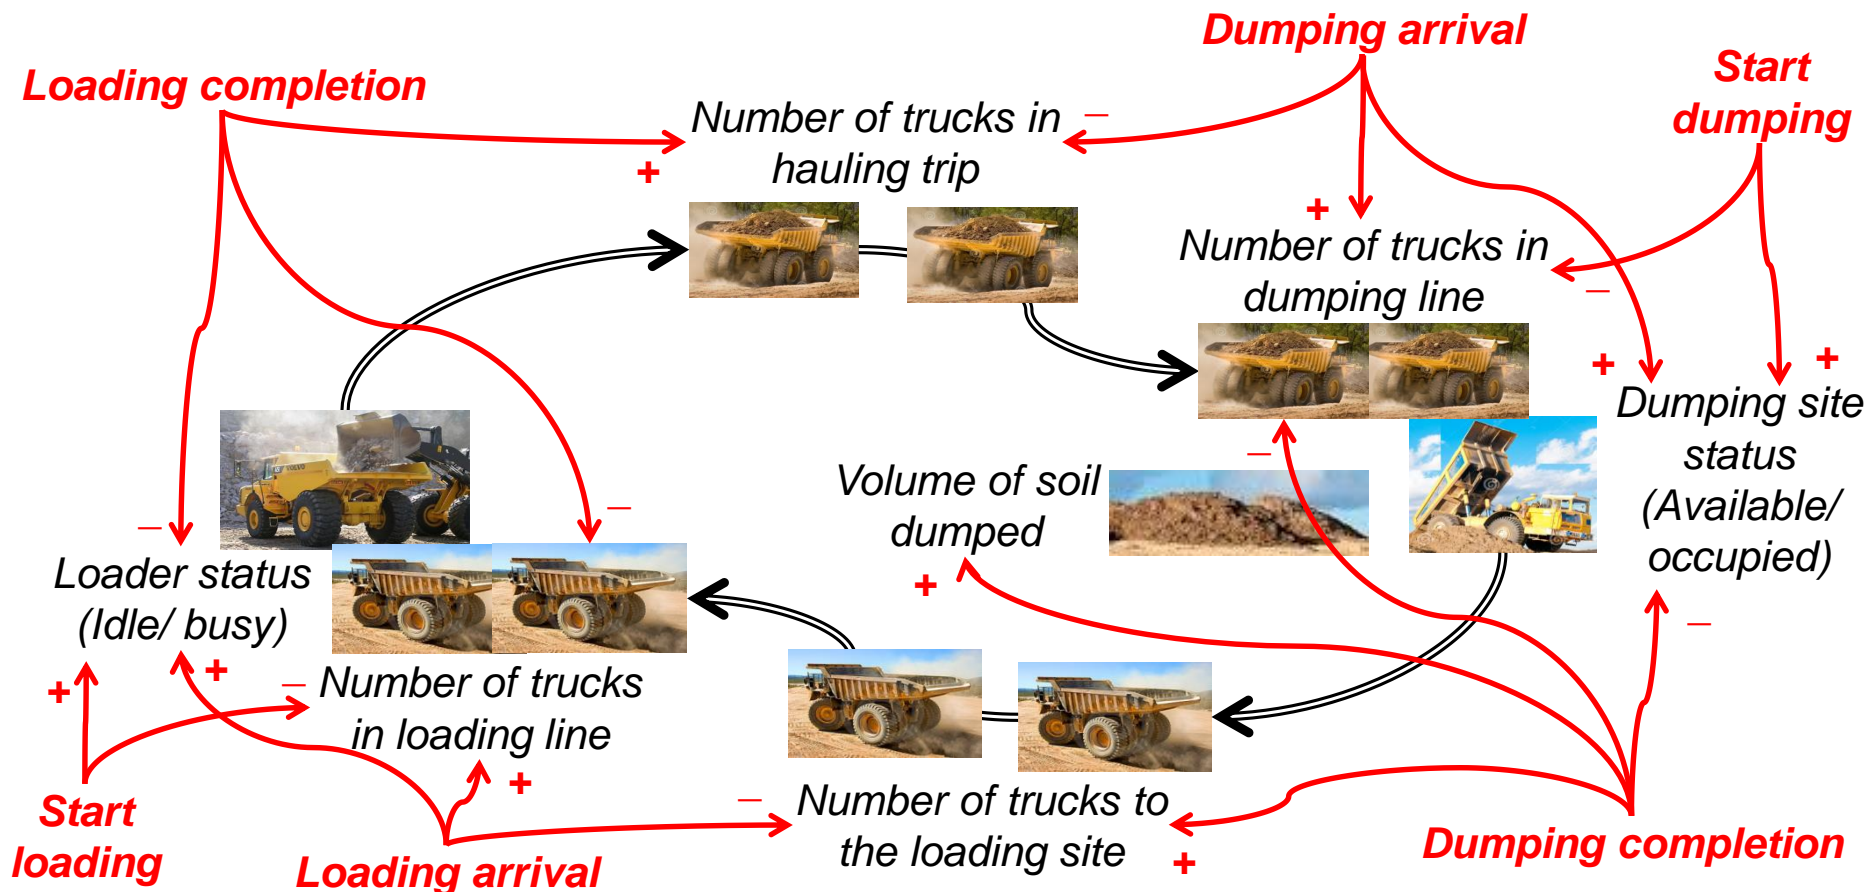 Dumping arrival
Start
dumping
Loading completion
Number of trucks in
hauling trip
−
+
+
Number of trucks in
dumping line
−
+
+
Dumping site
status
(Available/
occupied)
−
−
Volume of soil
dumped
+
−
−
Loader status
(Idle/ busy)
+
+
−
Number of trucks
in loading line
+
−
Number of trucks to
the loading site
+
Start
loading
Loading arrival
Dumping completion
VOLVO